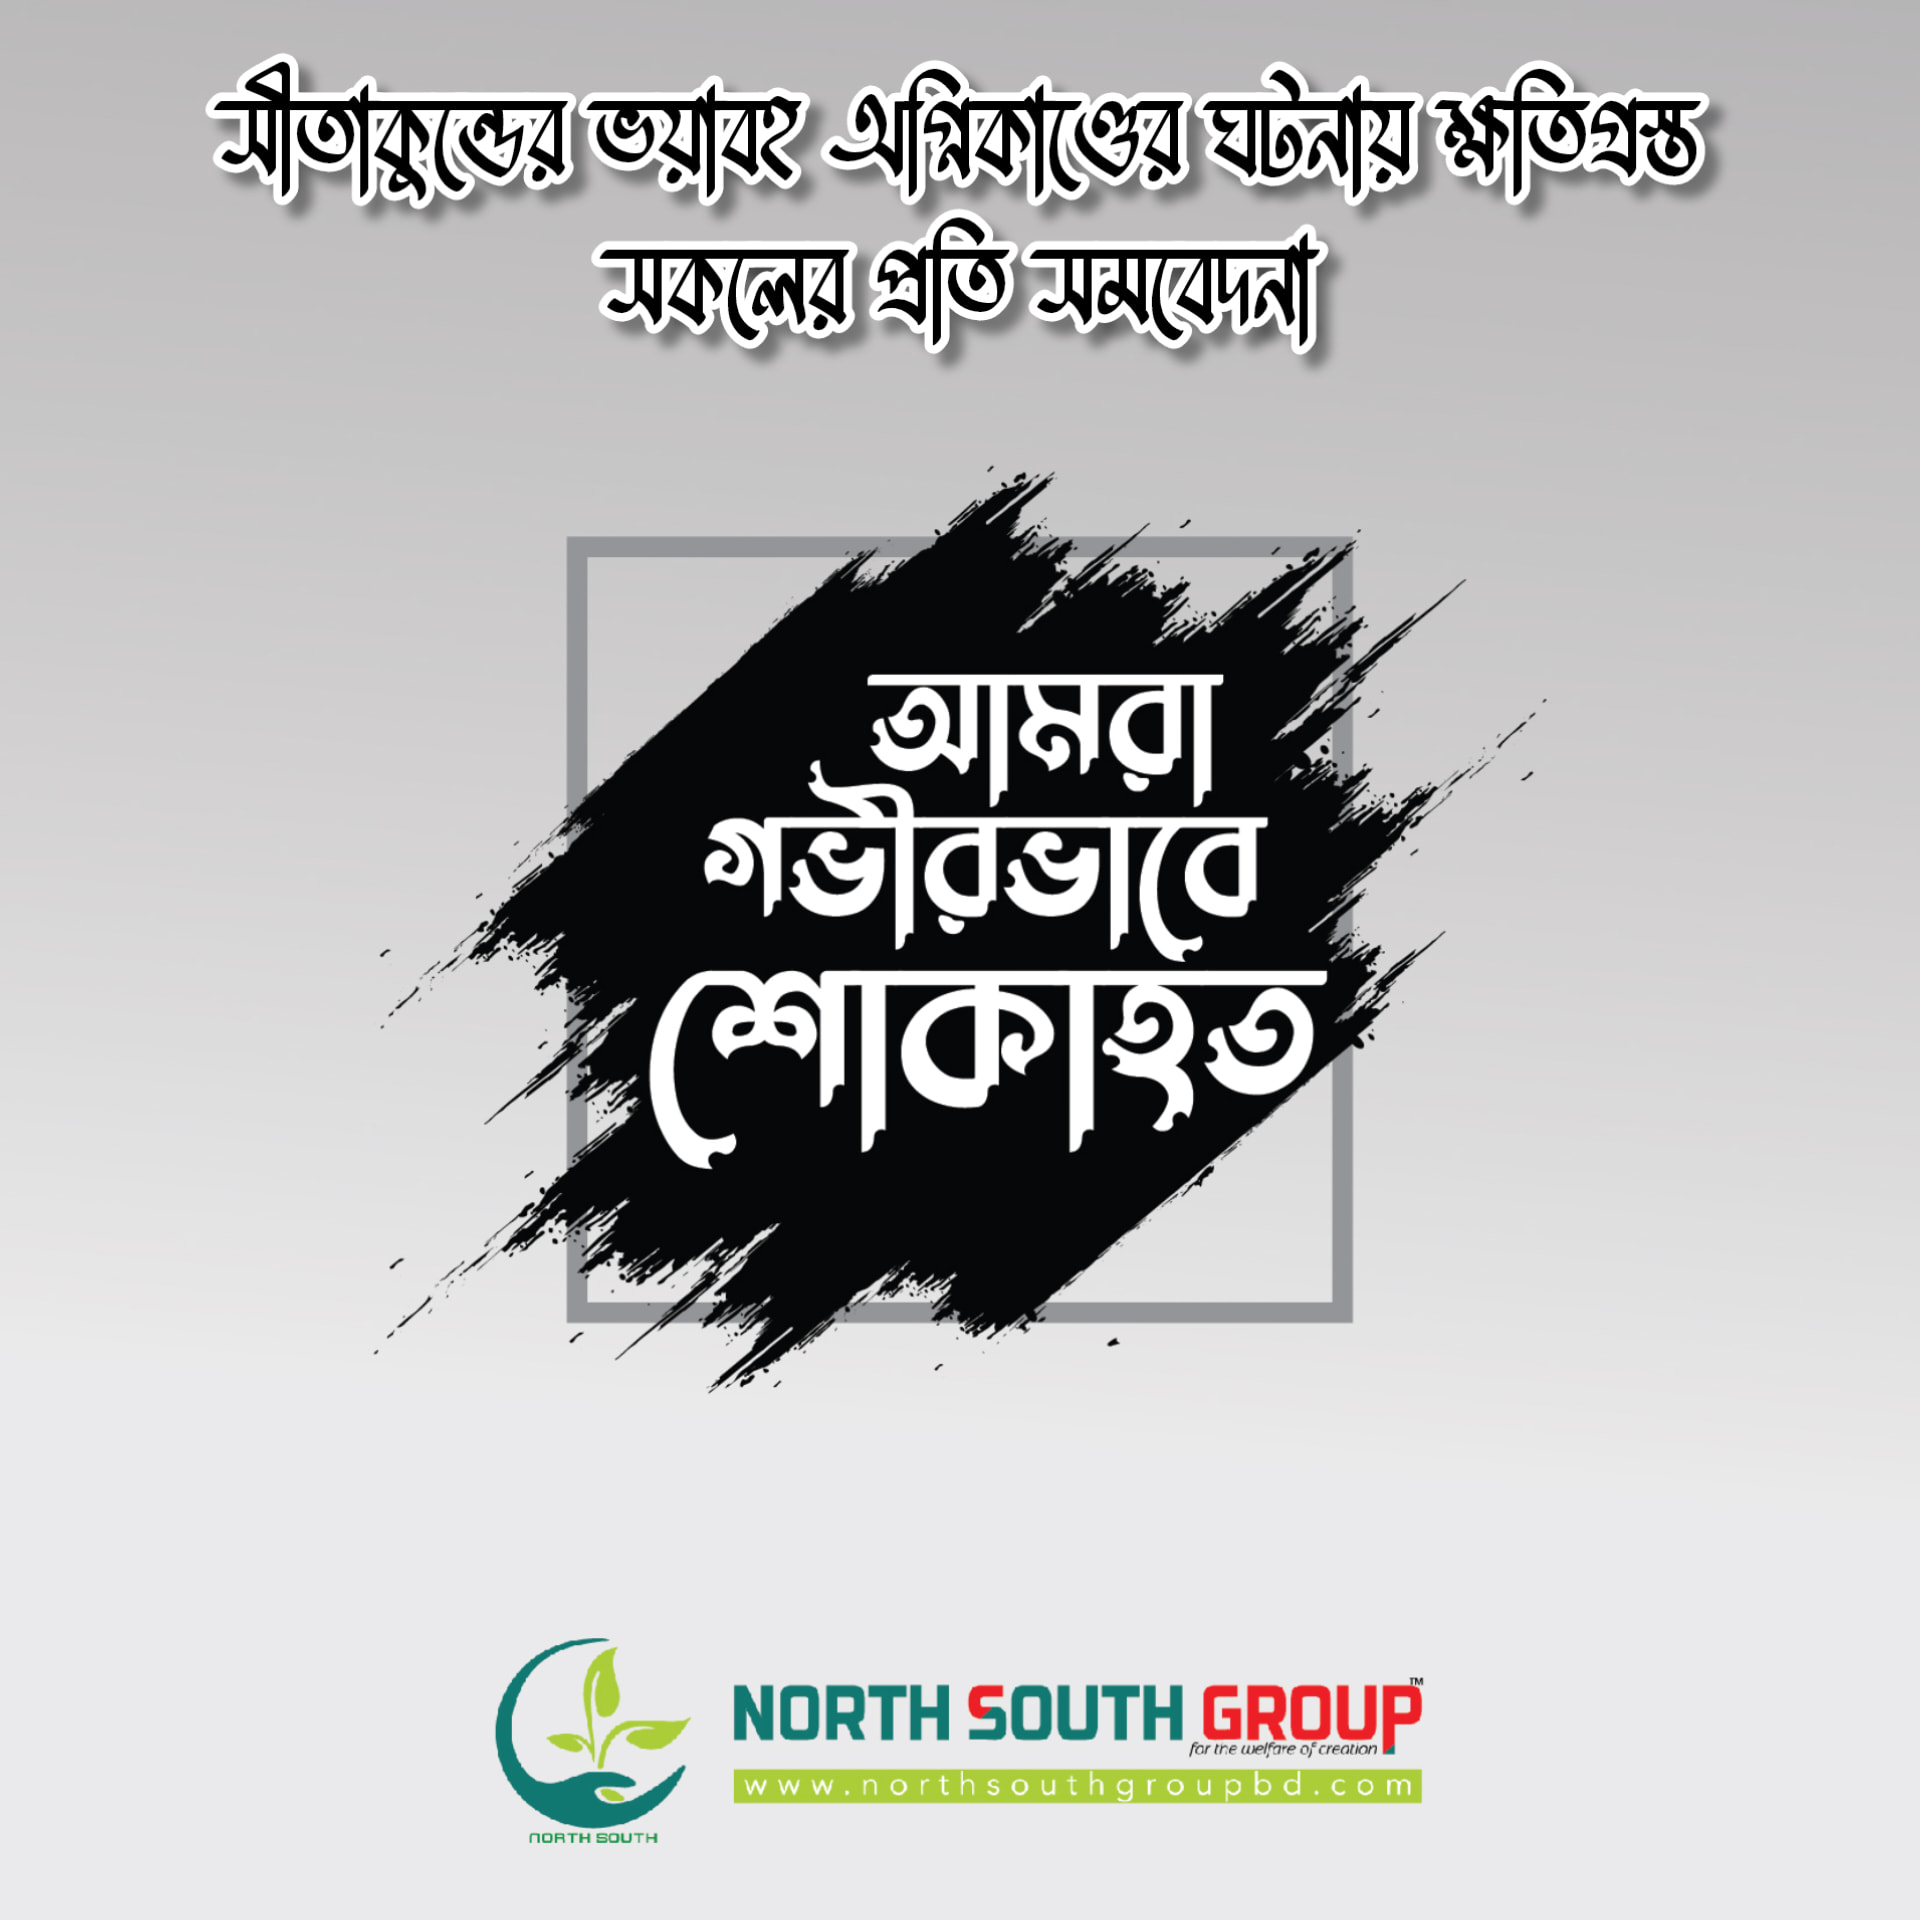 সীতাকুন্ডের ভয়াবহ অগ্নিকাণ্ডের ঘটনায় ক্ষতিগ্রস্ত
সকলের প্রতি সমবেদনা
আমরা
গভীরভাবে
শোকাহত
NORTH SOUTH GROUP™
for the welfare of creation
www.northsouthgroupbd.com
NORTH SOUTH